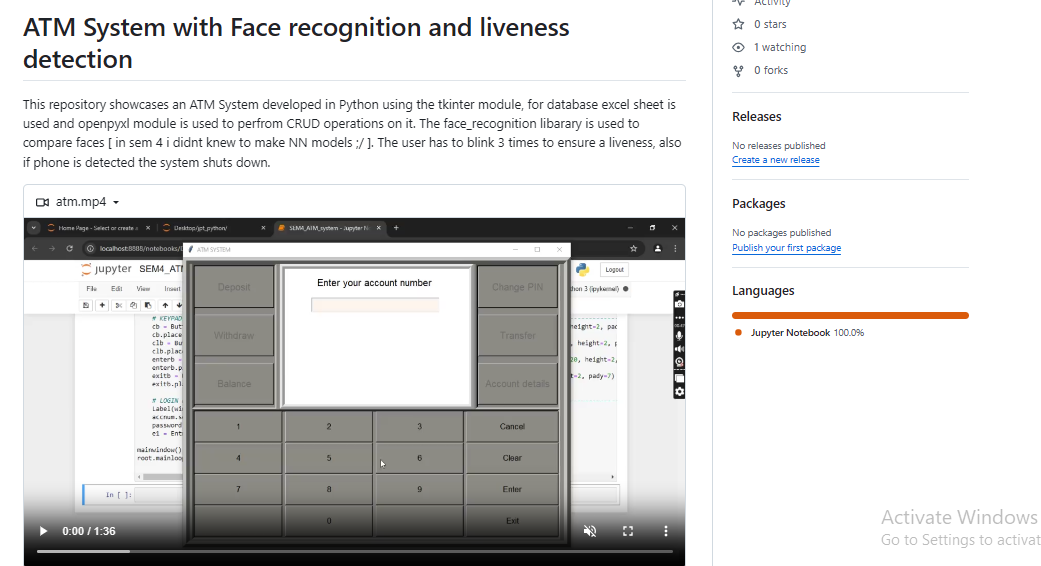 ATM System with Face recognition and liveness
detection
This repository showcases an ATM System developed in Python using the tkinter module, for database excel sheet is
used and openpyxl module is used to perfrom CRUD operations on it. The face_recognition libarary is used to
compare faces [ in sem 4 i didnt knew to make NN models ;/ ]. The user has to blink 3 times to ensure a liveness, also
if phone is detected the system shuts down.
atm.mp4
Home Page - Select or create a
Desktop/jpt_python/
SEM4_ATM_system - Jupyter N
localhost:8888/notebooks/
ATM SYSTEM
jupyter SEM4_ATM
Logout
File Edit View Insert
Python 3 (ipykernel)
Deposit
Withdraw
Balance
Enter your account number
Change PIN
Transfer
Account details
# KEYPAD
cb = But
cb.place
clb = Bu
clb.plac
enterb =
enterb.p
exitb =
exitb.pl
# LOGIN
Label(wi
accnum.s
password
e1 = Ent
mainwindow()
root.mainloo
height=2, pad
height=2, p
height=2,
t=2, pady=7)
In [ ]:
1 2 3 Cancel
4 5 6 Clear
7 8 9 Enter
0 Exit
0:00 / 1:36
Activity
0 stars
1 watching
0 forks
Releases
No releases published
Create a new release
Packages
No packages published
Publish your first package
Languages
Jupyter Notebook 100.0%
Activate Windows
Go to Settings to activat